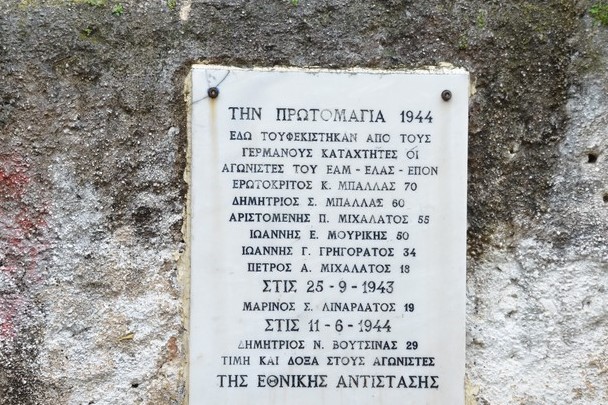 ΤΗΝ ΠΡΩΤΟΜΑΓΙΑ 1944
ΕΔΩ ΤΟΥΦΕΚΙΣΤΗΚΑΝ ΑΠΟ ΤΟΥΣ
ΓΕΡΜΑΝΟΥΣ ΚΑΤΑΧΤΗΤΕΣ ΟΙ
ΑΓΩΝΙΣΤΕΣ ΤΟΥ ΕΑΜ - ΕΛΑΣ - ΕΠΟΝ
ΕΡΩΤΟΚΡΙΤΟΣ Κ. ΜΠΑΛΛΑΣ 70
ΔΗΜΗΤΡΙΟΣ Σ. ΜΠΑΛΛΑΣ 60
ΑΡΙΣΤΟΜΕΝΗΣ Π. ΜΙΧΑΛΑΤΟΣ 55
ΙΩΑΝΝΗΣ Ε. ΜΟΥΡΙΚΗΣ 50
ΙΩΑΝΝΗΣ Γ. ΓΡΗΓΟΡΑΤΟΣ 34
ΠΕΤΡΟΣ Α. ΜΙΧΑΛΑΤΟΣ 18
ΣΤΙΣ 25 - 9 - 1943
ΜΑΡΙΝΟΣ Σ. ΛΙΝΑΡΔΑΤΟΣ 19
ΣΤΙΣ 11 - 6 - 1944
ΔΗΜΗΤΡΙΟΣ Ν. ΒΟΥΤΣΙΝΑΣ 29
ΤΙΜΗ ΚΑΙ ΔΟΞΑ ΣΤΟΥΣ ΑΓΩΝΙΣΤΕΣ
ΤΗΣ ΕΘΝΙΚΗΣ ΑΝΤΙΣΤΑΣΗΣ